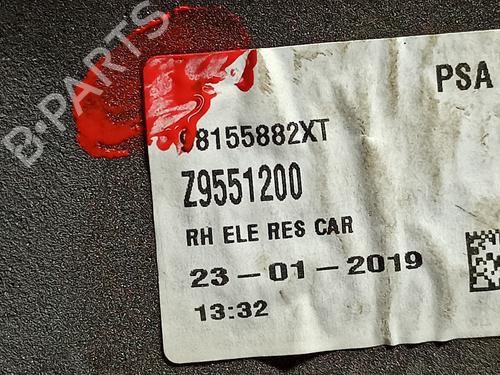 B-PARTS
PSA
98155882XT
Z9551200
RH ELE RES CAR
23-01-2019
13:32